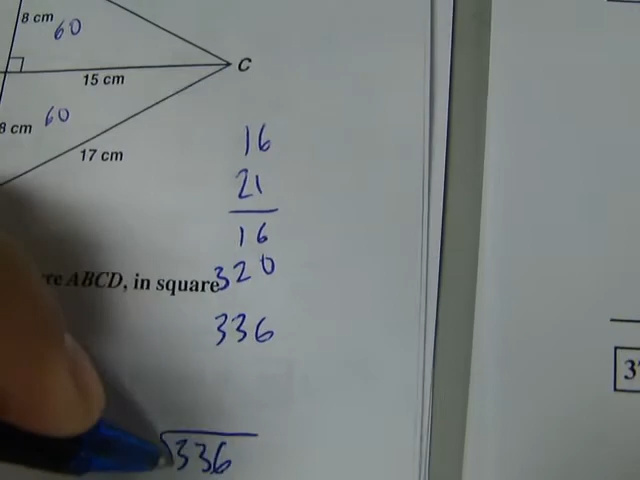 8 cm
60
C
15 cm
8 cm
60
16
17 cm
21
16
320
re ABCD, in square
336
3
336